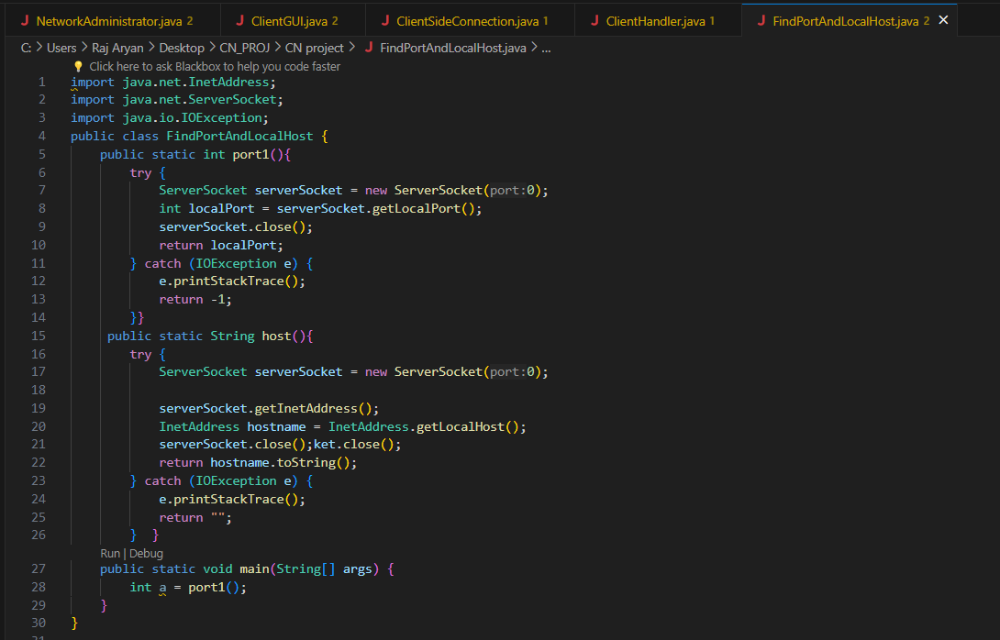 J NetworkAdministrator.java 2 J ClientGUI.java 2 J ClientSideConnection.java 1 J ClientHandler.java 1 J FindPortAndLocalHost.java 2 ×
C: > Users > Raj Aryan > Desktop > CN_PROJ > CN project > J FindPortAndLocalHost.java > ...
Click here to ask Blackbox to help you code faster
1 import java.net.InetAddress;
2 import java.net.ServerSocket;
3 import java.io.IOException;
4 public class FindPortAndLocalHost {
5     public static int port1(){
6         try {
7             ServerSocket serverSocket = new ServerSocket(port:0);
8             int localPort = serverSocket.getLocalPort();
9             serverSocket.close();
10             return localPort;
11         } catch (IOException e) {
12             e.printStackTrace();
13             return -1;
14         }}
15      public static String host(){
16         try {
17             ServerSocket serverSocket = new ServerSocket(port:0);
18
19             serverSocket.getInetAddress();
20             InetAddress hostname = InetAddress.getLocalHost();
21             serverSocket.close();ket.close();
22             return hostname.toString();
23         } catch (IOException e) {
24             e.printStackTrace();
25             return "";
26         }  }
Run | Debug
27     public static void main(String[] args) {
28         int a = port1();
29     }
30 }
31